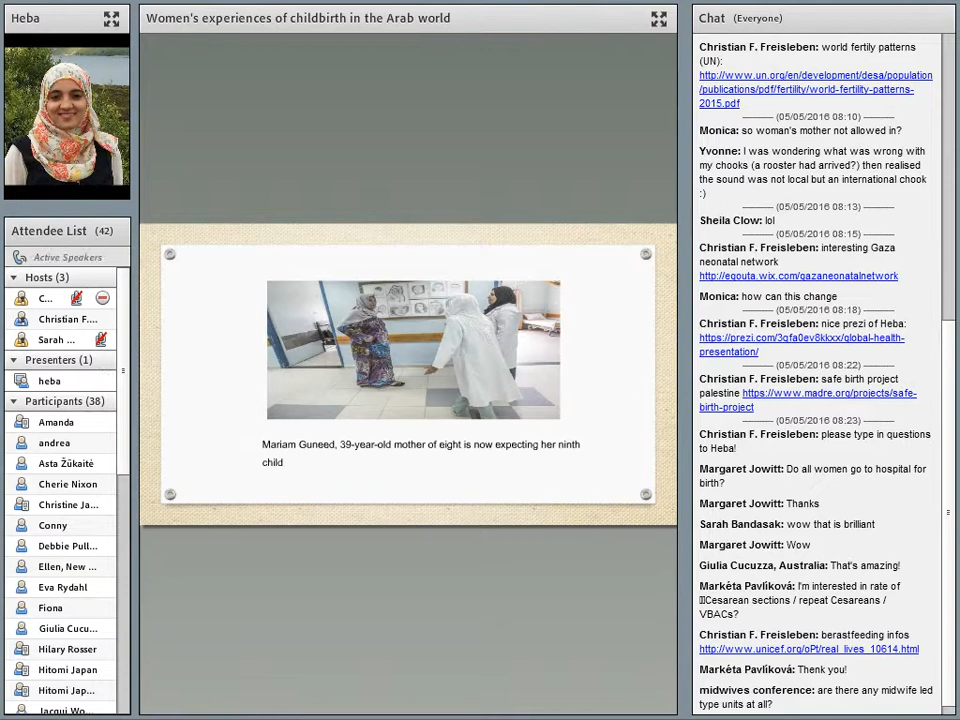 Heba
Women's experiences of childbirth in the Arab world
Chat (Everyone)
Attendee List (42)
Active Speakers
Hosts (3)
C...
Christian F....
Sarah ...
Presenters (1)
heba
Participants (38)
Amanda
andrea
Asta Žūkaitė
Cherie Nixon
Christine Ja...
Conny
Debbie Pull...
Ellen, New ...
Eva Rydahl
Fiona
Giulia Cucu...
Hilary Rosser
Hitomi Japan
Hitomi Jap...
Jacqui Wo...
Mariam Guneed, 39-year-old mother of eight is now expecting her ninth
child
Christian F. Freisleben: world fertily patterns
(UN):
http://www.un.org/en/development/desa/population
/publications/pdf/fertility/world-fertility-patterns-
2015.pdf
(05/05/2016 08:10)
Monica: so woman's mother not allowed in?
Yvonne: I was wondering what was wrong with
my chooks (a rooster had arrived?) then realised
the sound was not local but an international chook
:)
(05/05/2016 08:13)
Sheila Clow: lol
(05/05/2016 08:15)
Christian F. Freisleben: interesting Gaza
neonatal network
http://egouta.wix.com/gazaneonatalnetwork
Monica: how can this change
(05/05/2016 08:18)
Christian F. Freisleben: nice prezi of Heba:
https://prezi.com/3qfa0ev8kkxx/global-health-
presentation/
(05/05/2016 08:22)
Christian F. Freisleben: safe birth project
palestine https://www.madre.org/projects/safe-
birth-project
(05/05/2016 08:23)
Christian F. Freisleben: please type in questions
to Heba!
Margaret Jowitt: Do all women go to hospital for
birth?
Margaret Jowitt: Thanks
Sarah Bandasak: wow that is brilliant
Margaret Jowitt: Wow
Giulia Cucuzza, Australia: That's amazing!
Markéta Pavlíková: I'm interested in rate of
Cesarean sections / repeat Cesareans /
VBACs?
Christian F. Freisleben: berastfeeding infos
http://www.unicef.org/oPt/real_lives_10614.html
Markéta Pavlíková: Thank you!
midwives conference: are there any midwife led
type units at all?